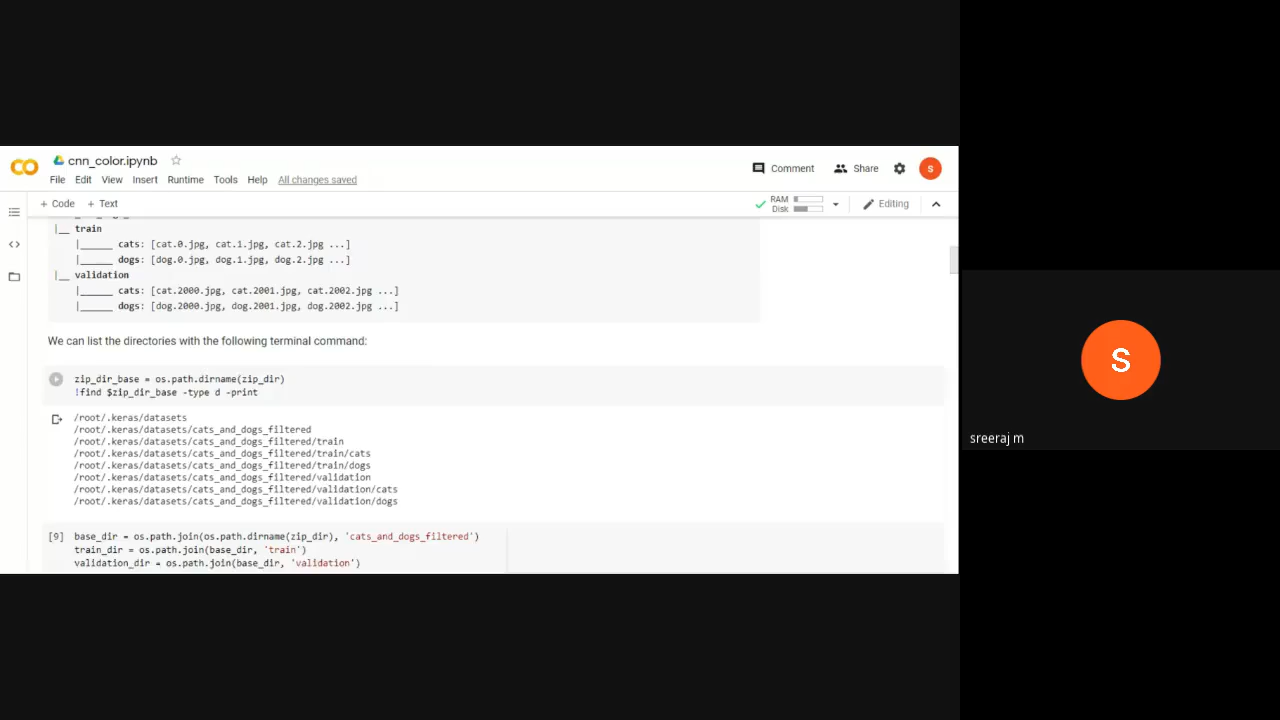 cnn_color.ipynb
File Edit View Insert Runtime Tools Help All changes saved
Comment Share S
+ Code + Text
RAM
Disk
Editing
|__ train
|______ cats: [cat.0.jpg, cat.1.jpg, cat.2.jpg ...]
|______ dogs: [dog.0.jpg, dog.1.jpg, dog.2.jpg ...]
|__ validation
|______ cats: [cat.2000.jpg, cat.2001.jpg, cat.2002.jpg ...]
|______ dogs: [dog.2000.jpg, dog.2001.jpg, dog.2002.jpg ...]
We can list the directories with the following terminal command:
zip_dir_base = os.path.dirname(zip_dir)
!find $zip_dir_base -type d -print
/root/.keras/datasets
/root/.keras/datasets/cats_and_dogs_filtered
/root/.keras/datasets/cats_and_dogs_filtered/train
/root/.keras/datasets/cats_and_dogs_filtered/train/cats
/root/.keras/datasets/cats_and_dogs_filtered/train/dogs
/root/.keras/datasets/cats_and_dogs_filtered/validation
/root/.keras/datasets/cats_and_dogs_filtered/validation/cats
/root/.keras/datasets/cats_and_dogs_filtered/validation/dogs
[9] base_dir = os.path.join(os.path.dirname(zip_dir), 'cats_and_dogs_filtered')
train_dir = os.path.join(base_dir, 'train')
validation_dir = os.path.join(base_dir, 'validation')
S
sreeraj m